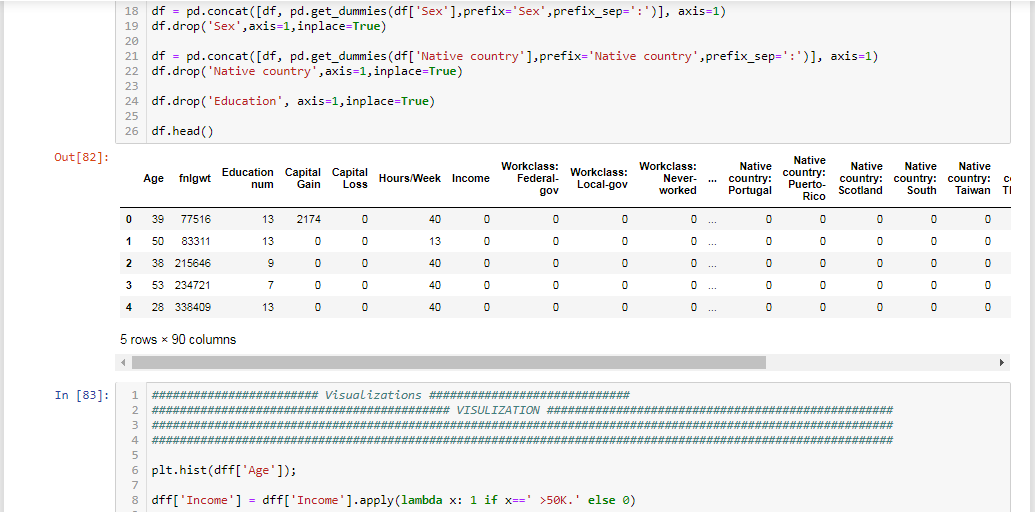 18 df = pd.concat([df, pd.get_dummies(df['Sex'],prefix='Sex',prefix_sep=':')], axis=1)
19 df.drop('Sex',axis=1,inplace=True)
20
21 df = pd.concat([df, pd.get_dummies(df['Native country'],prefix='Native country',prefix_sep=':')], axis=1)
22 df.drop('Native country',axis=1,inplace=True)
23
24 df.drop('Education', axis=1,inplace=True)
25
26 df.head()
Out[82]:
Age fnlgwt Education num Capital Gain Capital Loss Hours/Week Income Workclass: Federal-gov Workclass: Local-gov Workclass: Never-worked ... Native country: Portugal Native country: Puerto-Rico Native country: Scotland Native country: South Native country: Taiwan
0 39 77516 13 2174 0 40 0 0 0 0 ... 0 0 0 0 0
1 50 83311 13 0 0 13 0 0 0 0 ... 0 0 0 0 0
2 38 215646 9 0 0 40 0 0 0 0 ... 0 0 0 0 0
3 53 234721 7 0 0 40 0 0 0 0 ... 0 0 0 0 0
4 28 338409 13 0 0 40 0 0 0 0 ... 0 0 0 0 0
5 rows × 90 columns
In [83]:
1 ######################## Visualizations #############################
2 ########################################### VISULIZATION ##################################################
3 ###########################################################################################################
4 ###########################################################################################################
5
6 plt.hist(dff['Age']);
7
8 dff['Income'] = dff['Income'].apply(lambda x: 1 if x==' >50K.' else 0)